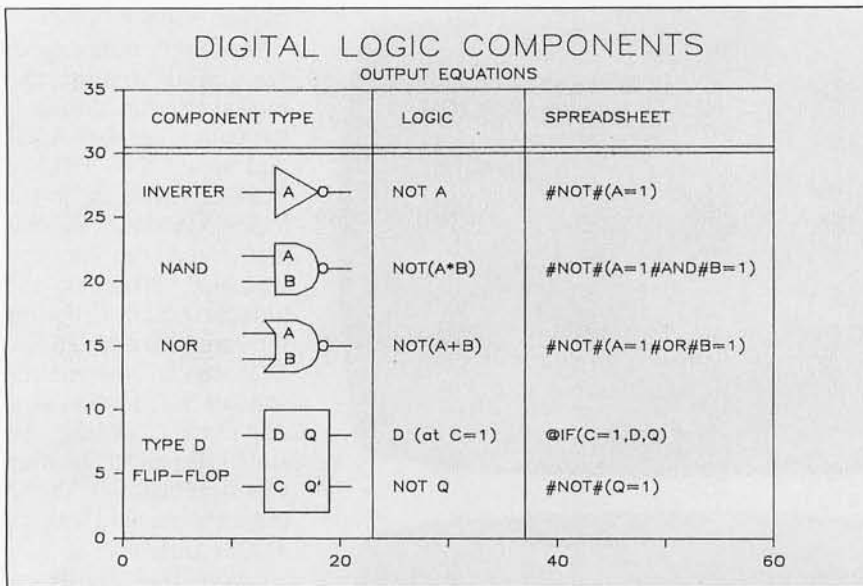 DIGITAL LOGIC COMPONENTS
OUTPUT EQUATIONS
35
COMPONENT TYPE LOGIC SPREADSHEET
30
INVERTER A NOT A #NOT#(A=1)
25
A
NAND NOT(A*B) #NOT#(A=1#AND#B=1)
20 B
A
15 NOR NOT(A+B) #NOT#(A=1#OR#B=1)
B
10
D Q D (at C=1) @IF(C=1,D,Q)
TYPE D
5 FLIP-FLOP C Q' NOT Q #NOT#(Q=1)
0
0 20 40 60